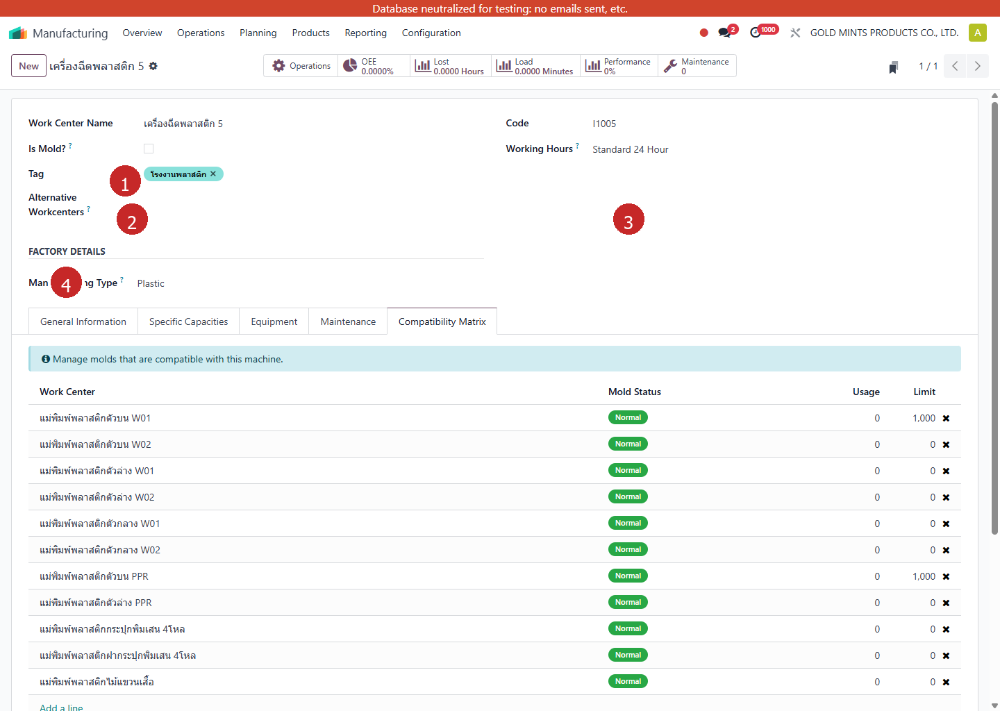 Database neutralized for testing: no emails sent, etc.
Manufacturing Overview Operations Planning Products Reporting Configuration 2 1000 GOLD MINTS PRODUCTS CO., LTD. A
New เครื่องฉีดพลาสติก 5 Operations OEE 0.0000% Lost 0.0000 Hours Load 0.0000 Minutes Performance 0% Maintenance 0 1 / 1
Work Center Name เครื่องฉีดพลาสติก 5 Code I1005
Is Mold? ? Working Hours ? Standard 24 Hour
Tag 1 โรงงานพลาสติก
Alternative Workcenters ? 2 3
FACTORY DETAILS
Man 4 ng Type ? Plastic
General Information Specific Capacities Equipment Maintenance Compatibility Matrix
Manage molds that are compatible with this machine.
Work Center Mold Status Usage Limit
แม่พิมพ์พลาสติกตัวบน W01 Normal 0 1,000
แม่พิมพ์พลาสติกตัวบน W02 Normal 0 0
แม่พิมพ์พลาสติกตัวล่าง W01 Normal 0 0
แม่พิมพ์พลาสติกตัวล่าง W02 Normal 0 0
แม่พิมพ์พลาสติกตัวกลาง W01 Normal 0 0
แม่พิมพ์พลาสติกตัวกลาง W02 Normal 0 0
แม่พิมพ์พลาสติกตัวบน PPR Normal 0 1,000
แม่พิมพ์พลาสติกตัวล่าง PPR Normal 0 0
แม่พิมพ์พลาสติกกระปุกพิมเสน 4โหล Normal 0 0
แม่พิมพ์พลาสติกฝากระปุกพิมเสน 4โหล Normal 0 0
แม่พิมพ์พลาสติกไม้แขวนเสื้อ Normal 0 0
Add a line